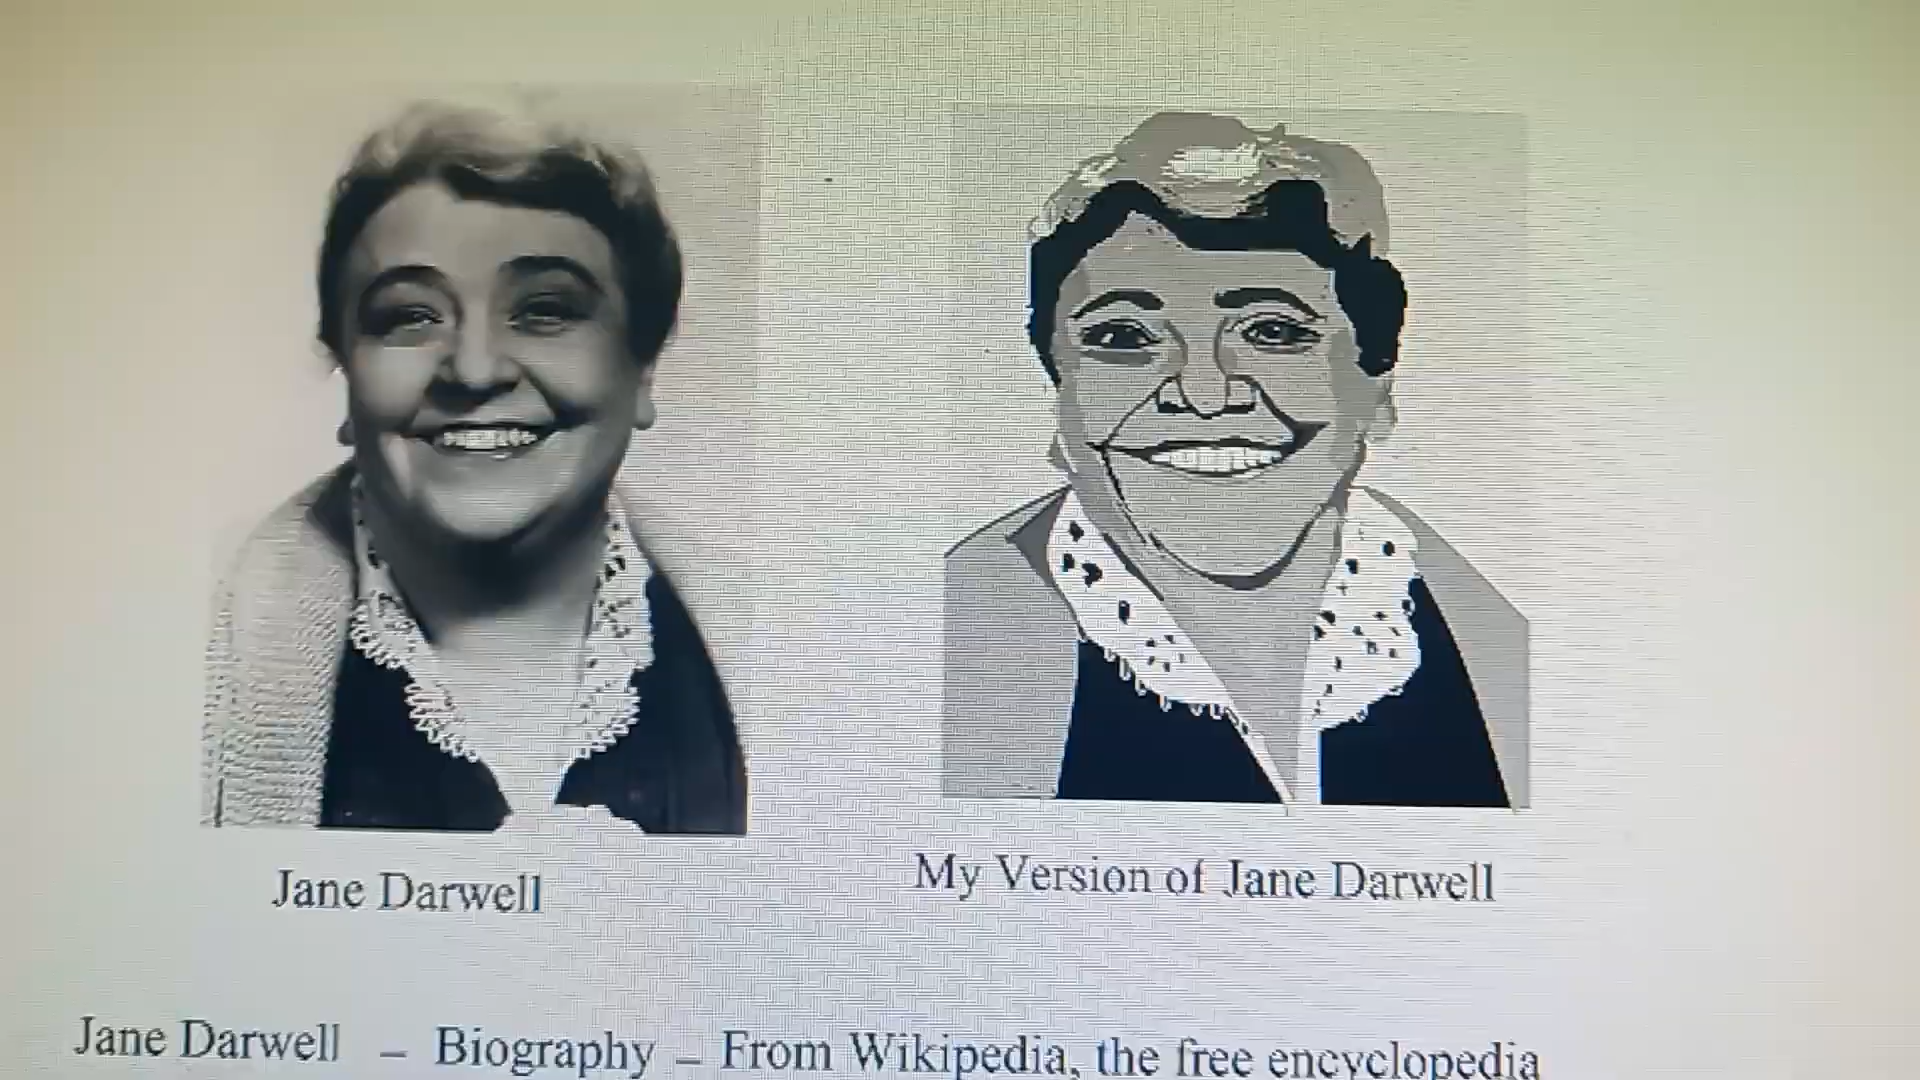 Jane Darwell
My Version of Jane Darwell
Jane Darwell – Biography – From Wikipedia, the free encyclopedia